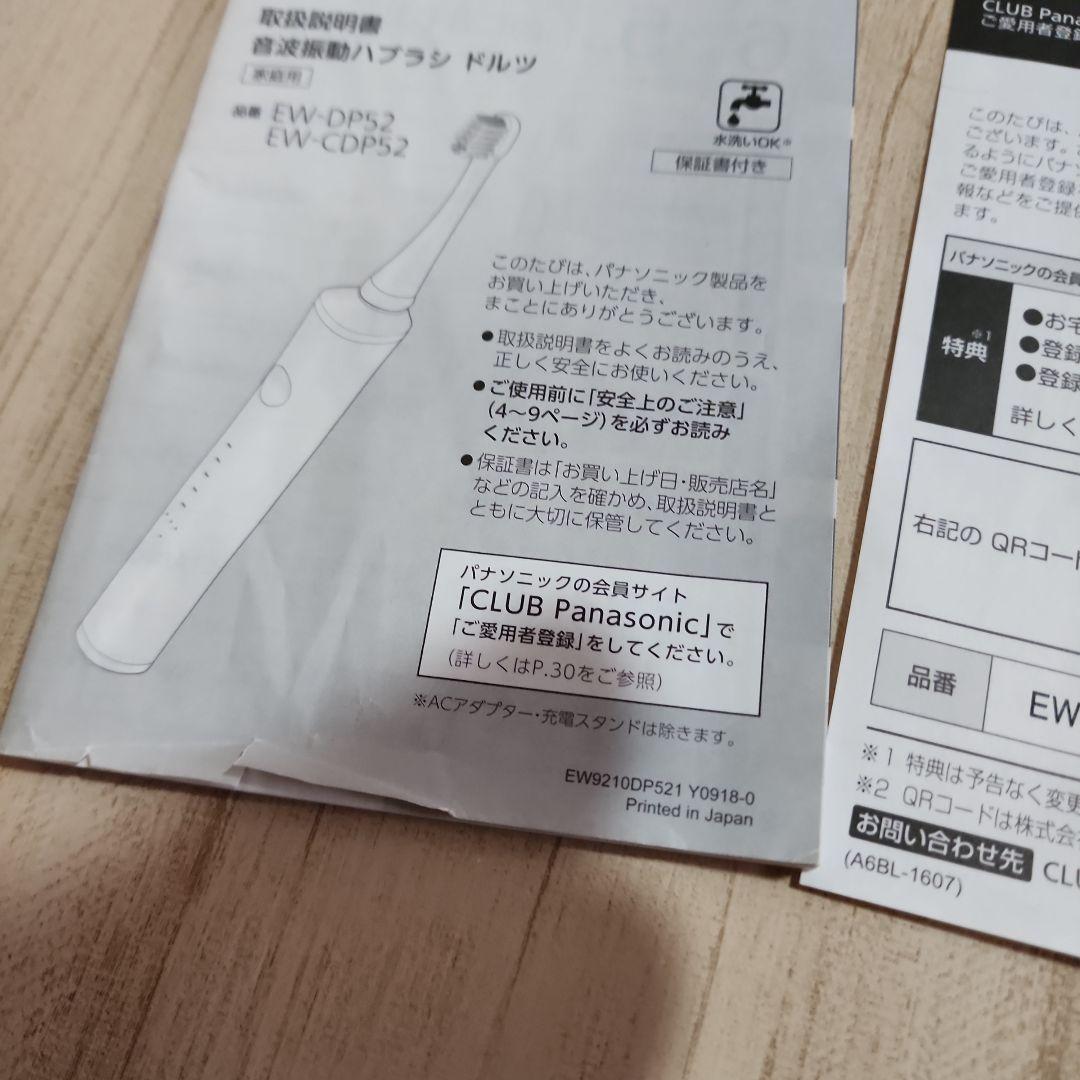 取扱説明書
音波振動ハブラシ ドルツ
家庭用
品番 EW-DP52
EW-CDP52
水洗いOK※
保証書付き
このたびは、パナソニック製品を
お買い上げいただき、
まことにありがとうございます。
●取扱説明書をよくお読みのうえ、
正しく安全にお使いください。
●ご使用前に「安全上のご注意」
(4～9ページ)を必ずお読み
ください。
●保証書は「お買い上げ日・販売店名」
などの記入を確かめ、取扱説明書と
ともに大切に保管してください。
パナソニックの会員サイト
「CLUB Panasonic」で
「ご愛用者登録」をしてください。
(詳しくはP.30をご参照)
※ACアダプター・充電スタンドは除きます。
EW9210DP521 Y0918-0
Printed in Japan
CLUB Pana
ご愛用者登録
このたびは、
ございます。
るようにパナソ
ご愛用者登録
報などをご提供
ます。
パナソニックの会員
特典※1
●お宅
●登録
●登録
詳しく
右記の QRコード
品番
EW
※1 特典は予告なく変更
※2 QRコードは株式会
お問い合わせ先 CLU
(A6BL-1607)